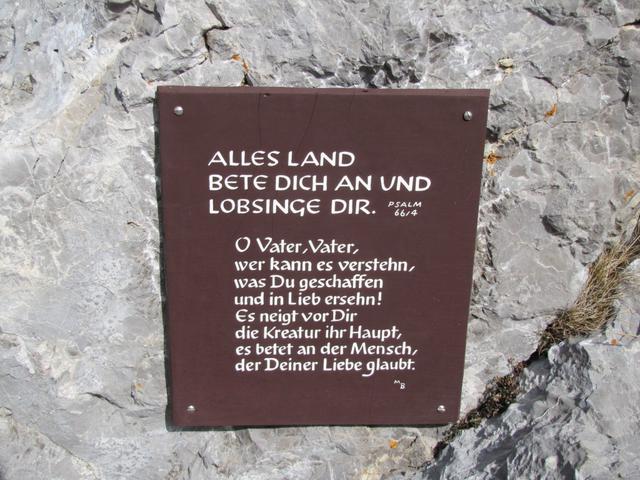 ALLES LAND
BETE DICH AN UND
LOBSINGE DIR. PSALM 66/4
O Vater, Vater,
wer kann es verstehn,
was Du geschaffen
und in Lieb ersehn!
Es neigt vor Dir
die Kreatur ihr Haupt,
es betet an der Mensch,
der Deiner Liebe glaubt.
MB